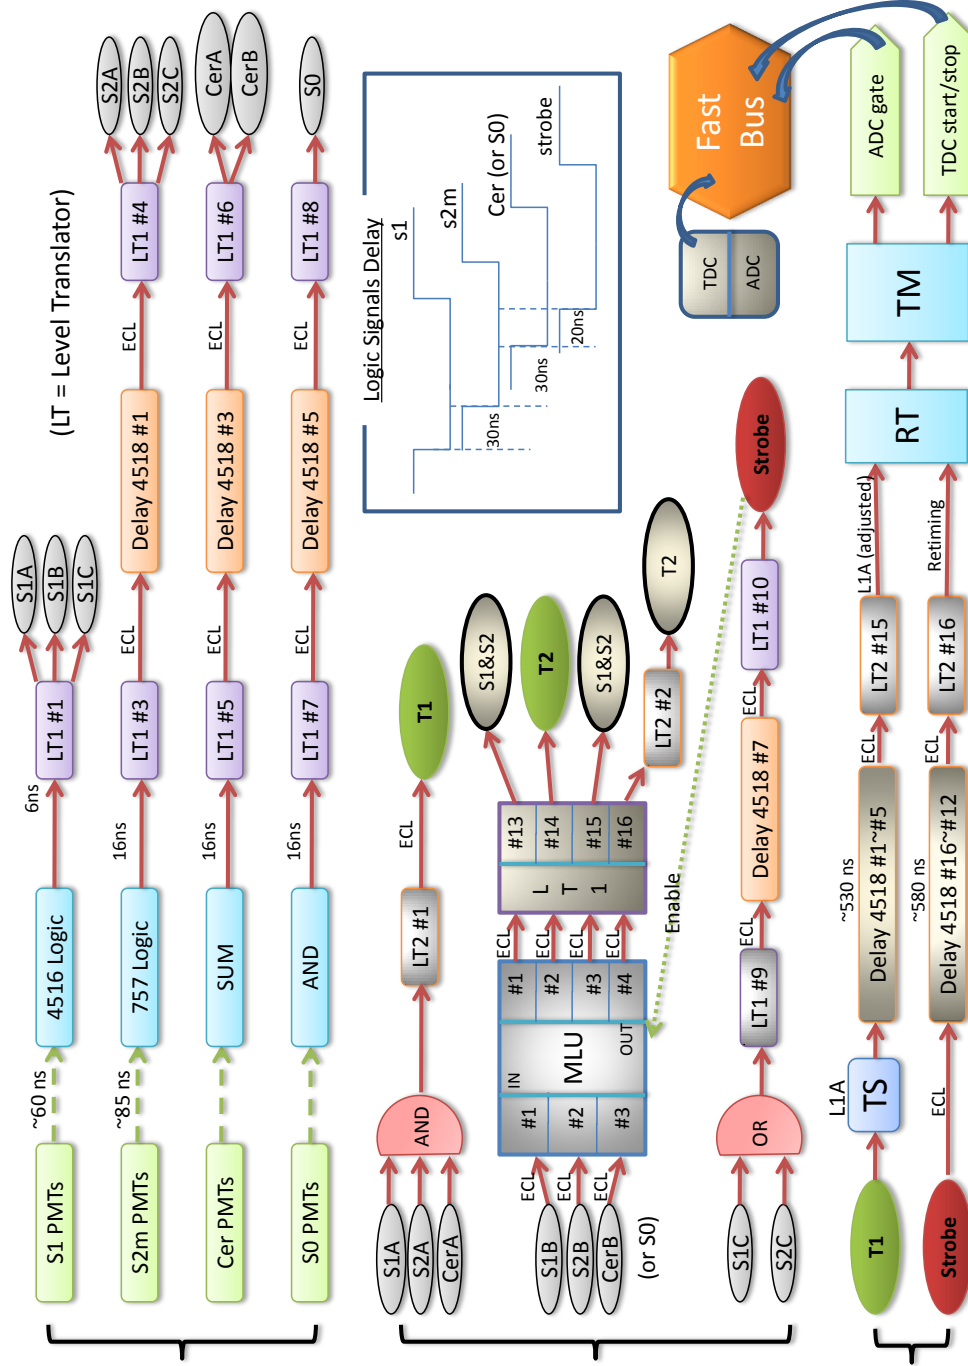 (LT = Level Translator)
S1 PMTs
~60 ns
4516 Logic
6ns
LT1 #1
S1A
S1B
S1C
S2m PMTs
~85 ns
757 Logic
16ns
LT1 #3
ECL
Delay 4518 #1
ECL
LT1 #4
S2A
S2B
S2C
Cer PMTs
SUM
16ns
LT1 #5
ECL
Delay 4518 #3
ECL
LT1 #6
CerA
CerB
S0 PMTs
AND
16ns
LT1 #7
ECL
Delay 4518 #5
ECL
LT1 #8
S0
S1A
S2A
CerA
AND
LT2 #1
ECL
T1
S1B
S2B
CerB
(or S0)
ECL
ECL
ECL
#1
#2
#3
IN
MLU
OUT
#1
#2
#3
#4
ECL
ECL
ECL
ECL
L
T
1
#13
#14
#15
#16
S1&S2
T2
S1&S2
LT2 #2
T2
Enable
S1C
S2C
OR
LT1 #9
ECL
Delay 4518 #7
ECL
LT1 #10
Strobe
Logic Signals Delay
s1
s2m
Cer (or S0)
strobe
30ns
30ns
20ns
T1
L1A
TS
~530 ns
Delay 4518 #1~#5
ECL
LT2 #15
L1A (adjusted)
Strobe
ECL
~580 ns
Delay 4518 #16~#12
ECL
LT2 #16
Retiming
RT
TM
ADC gate
TDC start/stop
TDC
ADC
Fast
Bus